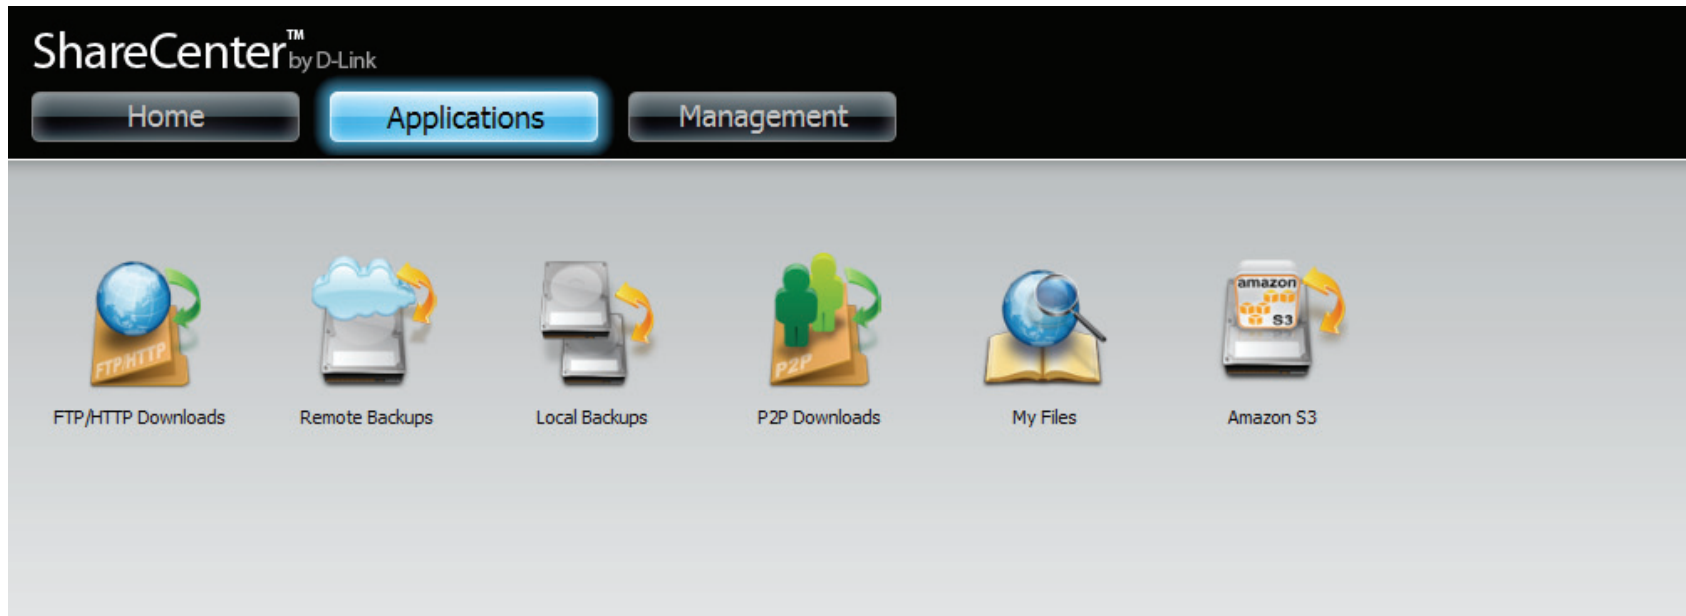 ShareCenter™ by D-Link
Home Applications Management
FTP/HTTP
P2P
amazon
S3
FTP/HTTP Downloads Remote Backups Local Backups P2P Downloads My Files Amazon S3